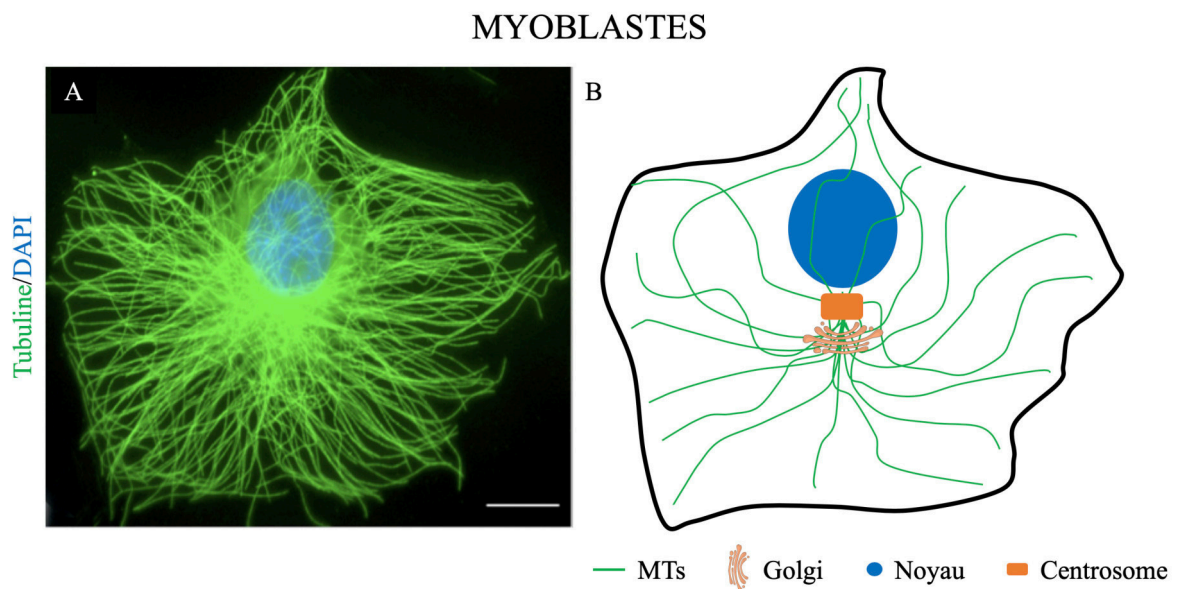 MYOBLASTES
A
B
Tubuline/DAPI
MTs
Golgi
Noyau
Centrosome